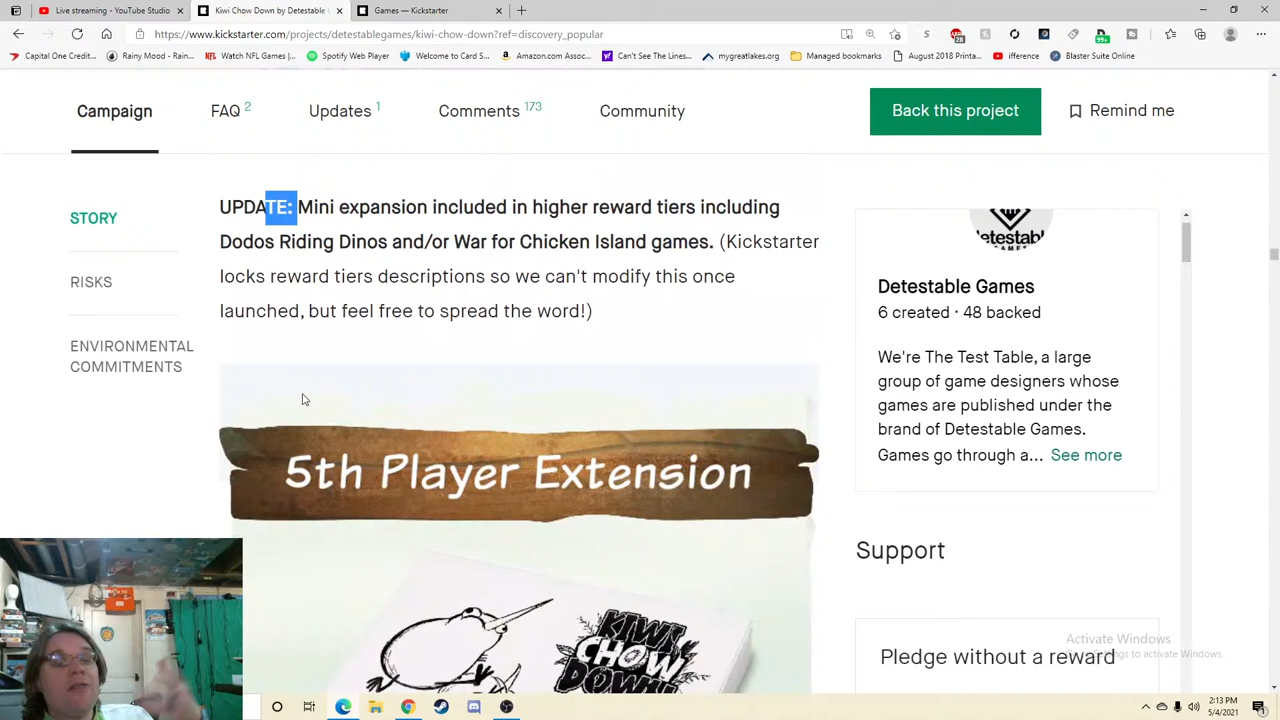 Live streaming - YouTube Studio
Kiwi Chow Down by Detestable
Games — Kickstarter
https://www.kickstarter.com/projects/detestablegames/kiwi-chow-down?ref=discovery_popular
Capital One Credit...
Rainy Mood - Rain...
Watch NFL Games |...
Spotify Web Player
Welcome to Card S...
Amazon.com Assoc...
Can't See The Lines...
mygreatlakes.org
Managed bookmarks
August 2018 Printa...
ifference
Blaster Suite Online
Campaign
FAQ 2
Updates 1
Comments 173
Community
Back this project
Remind me
STORY
RISKS
ENVIRONMENTAL
COMMITMENTS
UPDATE: Mini expansion included in higher reward tiers including
Dodos Riding Dinos and/or War for Chicken Island games. (Kickstarter
locks reward tiers descriptions so we can't modify this once
launched, but feel free to spread the word!)
5th Player Extension
KIWI
CHOW
DOWN
GAMES
Detestable Games
6 created · 48 backed
We're The Test Table, a large
group of game designers whose
games are published under the
brand of Detestable Games.
Games go through a... See more
Support
Pledge without a reward
Activate Windows
2:13 PM
5/4/2021